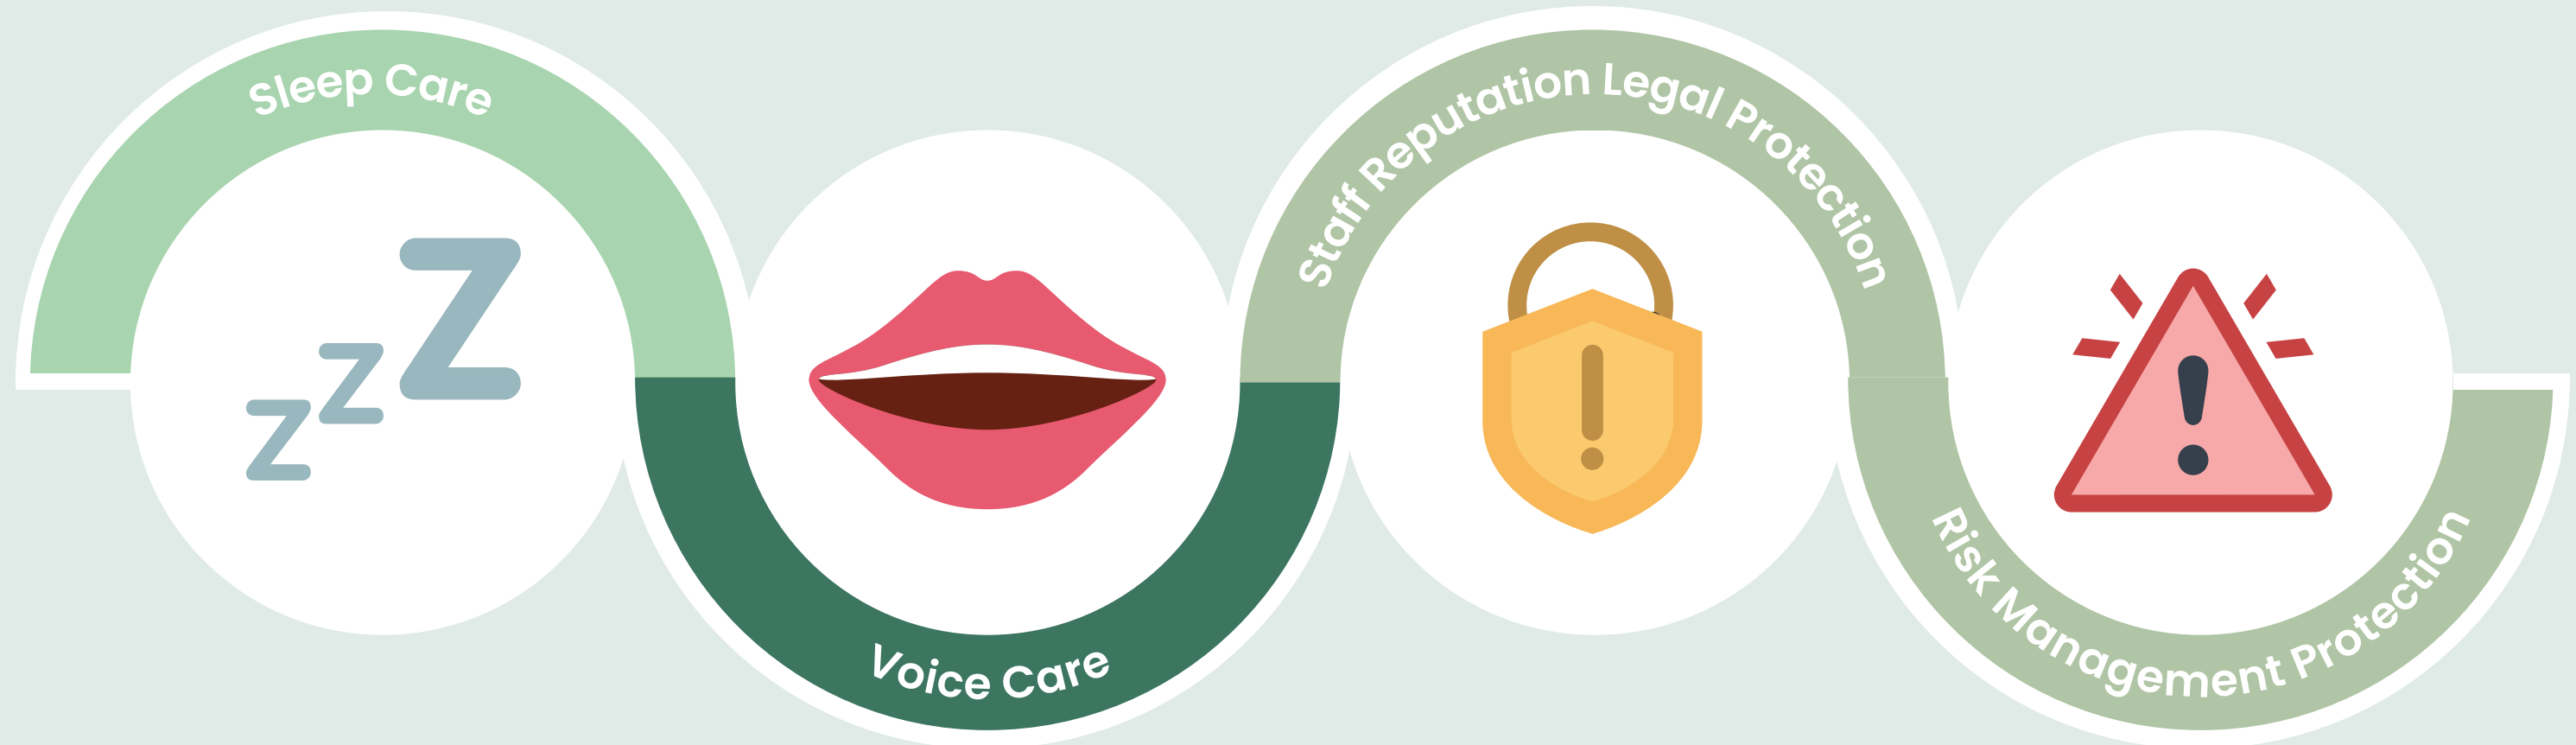 Sleep Care
Voice Care
Staff Reputation Legal Protection
Risk Management Protection